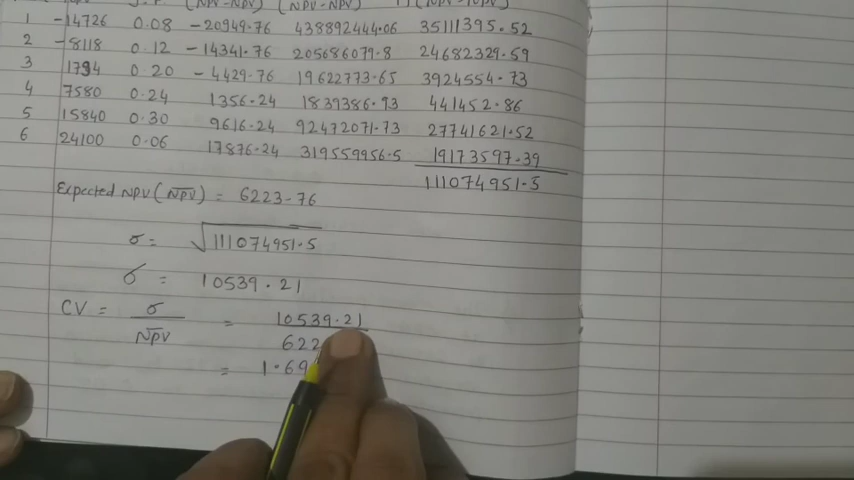 (NPV-N̅P̅V̅) (NPV-N̅P̅V̅)
1 -14726 0.08 -20949.76 438892444.06 35111395.52
2 -8118 0.12 -14341.76 205686079.8 24682329.59
3 1794 0.20 -4429.76 19622773.65 3924554.73
4 7580 0.24 1356.24 1839386.93 441452.86
5 15840 0.30 9616.24 92472071.73 27741621.52
6 24100 0.06 17876.24 319559956.5 19173597.39
111074951.5
Expected NPV (N̅P̅V̅) = 6223.76
σ = √111074951.5
σ = 10539.21
CV = σ / N̅P̅V̅ = 10539.21 / 622
= 1.69